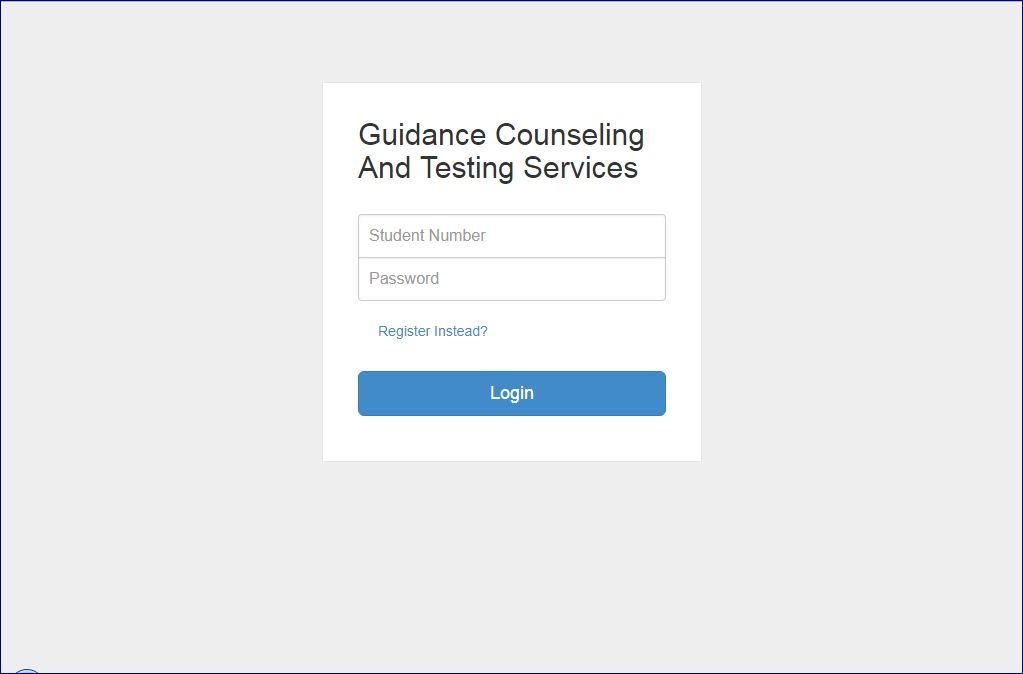 Guidance Counseling
And Testing Services
Student Number
Password
Register Instead?
Login